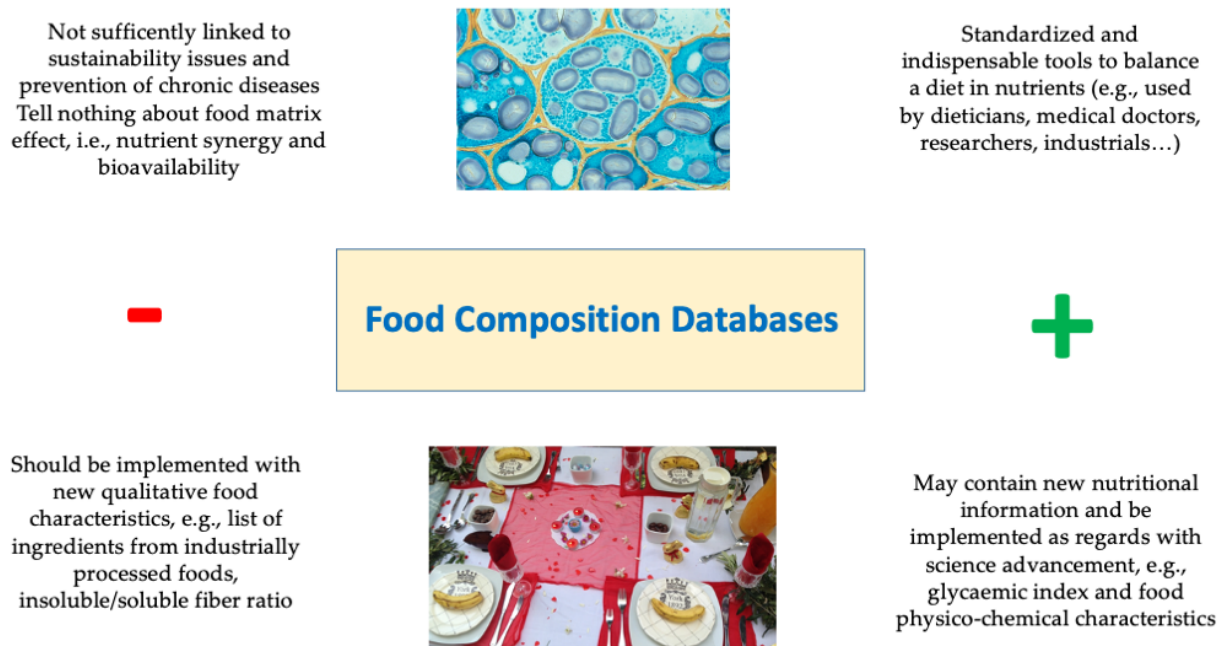 Not sufficently linked to
sustainability issues and
prevention of chronic diseases
Tell nothing about food matrix
effect, i.e., nutrient synergy and
bioavailability
Standardized and
indispensable tools to balance
a diet in nutrients (e.g., used
by dieticians, medical doctors,
researchers, industrials…)
-
Food Composition Databases
+
Should be implemented with
new qualitative food
characteristics, e.g., list of
ingredients from industrially
processed foods,
insoluble/soluble fiber ratio
May contain new nutritional
information and be
implemented as regards with
science advancement, e.g.,
glycaemic index and food
physico-chemical characteristics